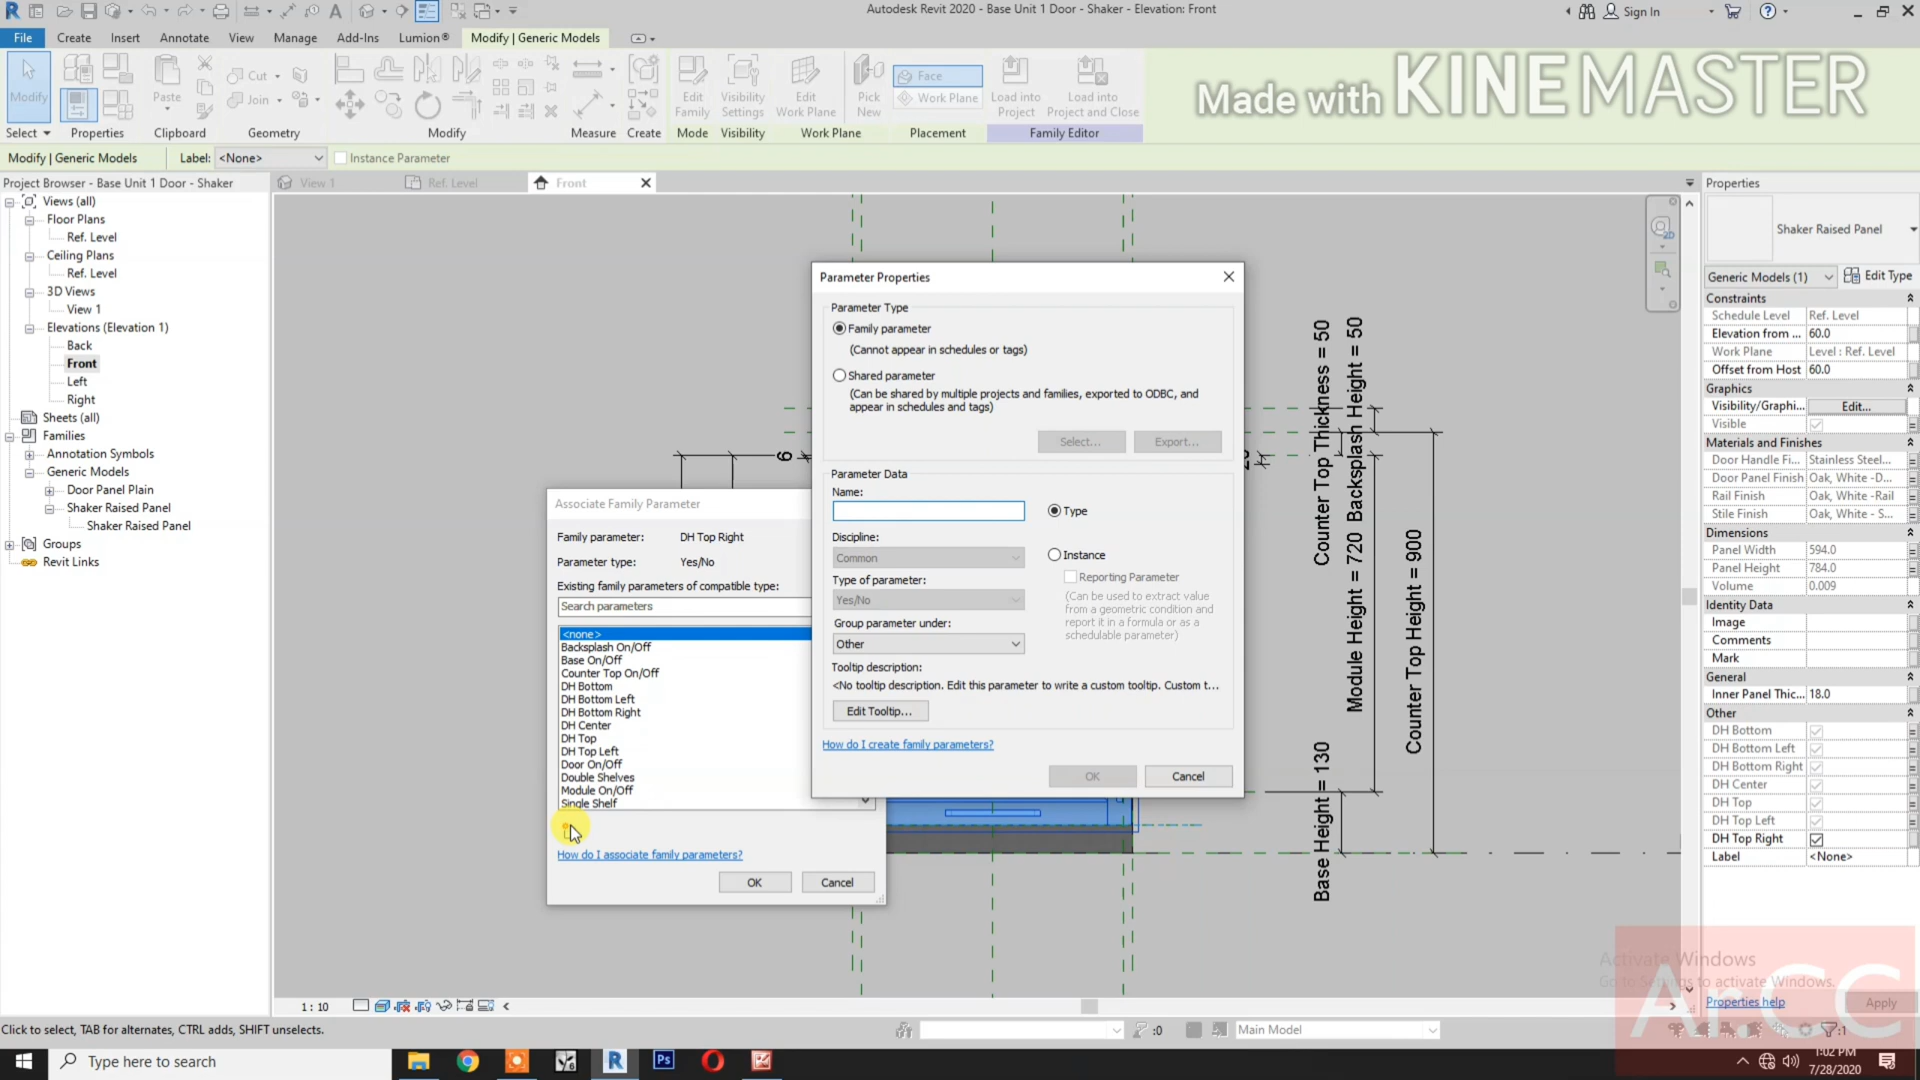 Autodesk Revit 2020 - Base Unit 1 Door - Shaker - Elevation: Front
Sign In
File
Create
Insert
Annotate
View
Manage
Add-Ins
Lumion®
Modify | Generic Models
Modify
Paste
Cut
Join
Edit
Family
Visibility
Settings
Edit
Work Plane
Pick
New
Face
Work Plane
Load into
Project
Load into
Project and Close
Select
Properties
Clipboard
Geometry
Modify
Measure
Create
Mode
Visibility
Work Plane
Placement
Family Editor
Made with KINEMASTER
Modify | Generic Models
Label:
<None>
Instance Parameter
Project Browser - Base Unit 1 Door - Shaker
View 1
Ref. Level
Front
Views (all)
Floor Plans
Ref. Level
Ceiling Plans
Ref. Level
3D Views
View 1
Elevations (Elevation 1)
Back
Front
Left
Right
Sheets (all)
Families
Annotation Symbols
Generic Models
Door Panel Plain
Shaker Raised Panel
Shaker Raised Panel
Groups
Revit Links
6
Counter Top Thickness = 50
Backsplash Height = 50
Module Height = 720
Counter Top Height = 900
Base Height = 130
Associate Family Parameter
Family parameter:
DH Top Right
Parameter type:
Yes/No
Existing family parameters of compatible type:
Search parameters
<none>
Backsplash On/Off
Base On/Off
Counter Top On/Off
DH Bottom
DH Bottom Left
DH Bottom Right
DH Center
DH Top
DH Top Left
Door On/Off
Double Shelves
Module On/Off
Single Shelf
How do I associate family parameters?
OK
Cancel
Parameter Properties
Parameter Type
Family parameter
(Cannot appear in schedules or tags)
Shared parameter
(Can be shared by multiple projects and families, exported to ODBC, and
appear in schedules and tags)
Select...
Export...
Parameter Data
Name:
Type
Discipline:
Common
Instance
Type of parameter:
Reporting Parameter
Yes/No
(Can be used to extract value
from a geometric condition and
report it in a formula or as a
schedulable parameter)
Group parameter under:
Other
Tooltip description:
<No tooltip description. Edit this parameter to write a custom tooltip. Custom t...
Edit Tooltip...
How do I create family parameters?
OK
Cancel
Properties
Shaker Raised Panel
Generic Models (1)
Edit Type
Constraints
Schedule Level
Ref. Level
Elevation from ...
60.0
Work Plane
Level : Ref. Level
Offset from Host
60.0
Graphics
Visibility/Graphi...
Edit...
Visible
Materials and Finishes
Door Handle Fi...
Stainless Steel...
Door Panel Finish
Oak, White -D...
Rail Finish
Oak, White -Rail
Stile Finish
Oak, White - S...
Dimensions
Panel Width
594.0
Panel Height
784.0
Volume
0.009
Identity Data
Image
Comments
Mark
General
Inner Panel Thic...
18.0
Other
DH Bottom
DH Bottom Left
DH Bottom Right
DH Center
DH Top
DH Top Left
DH Top Right
Label
<None>
Activate Windows
Go to Settings to activate Windows.
Properties help
Apply
ArCC
1 : 10
Click to select, TAB for alternates, CTRL adds, SHIFT unselects.
:0
Main Model
:1
Type here to search
Ps
1:02 PM
7/28/2020